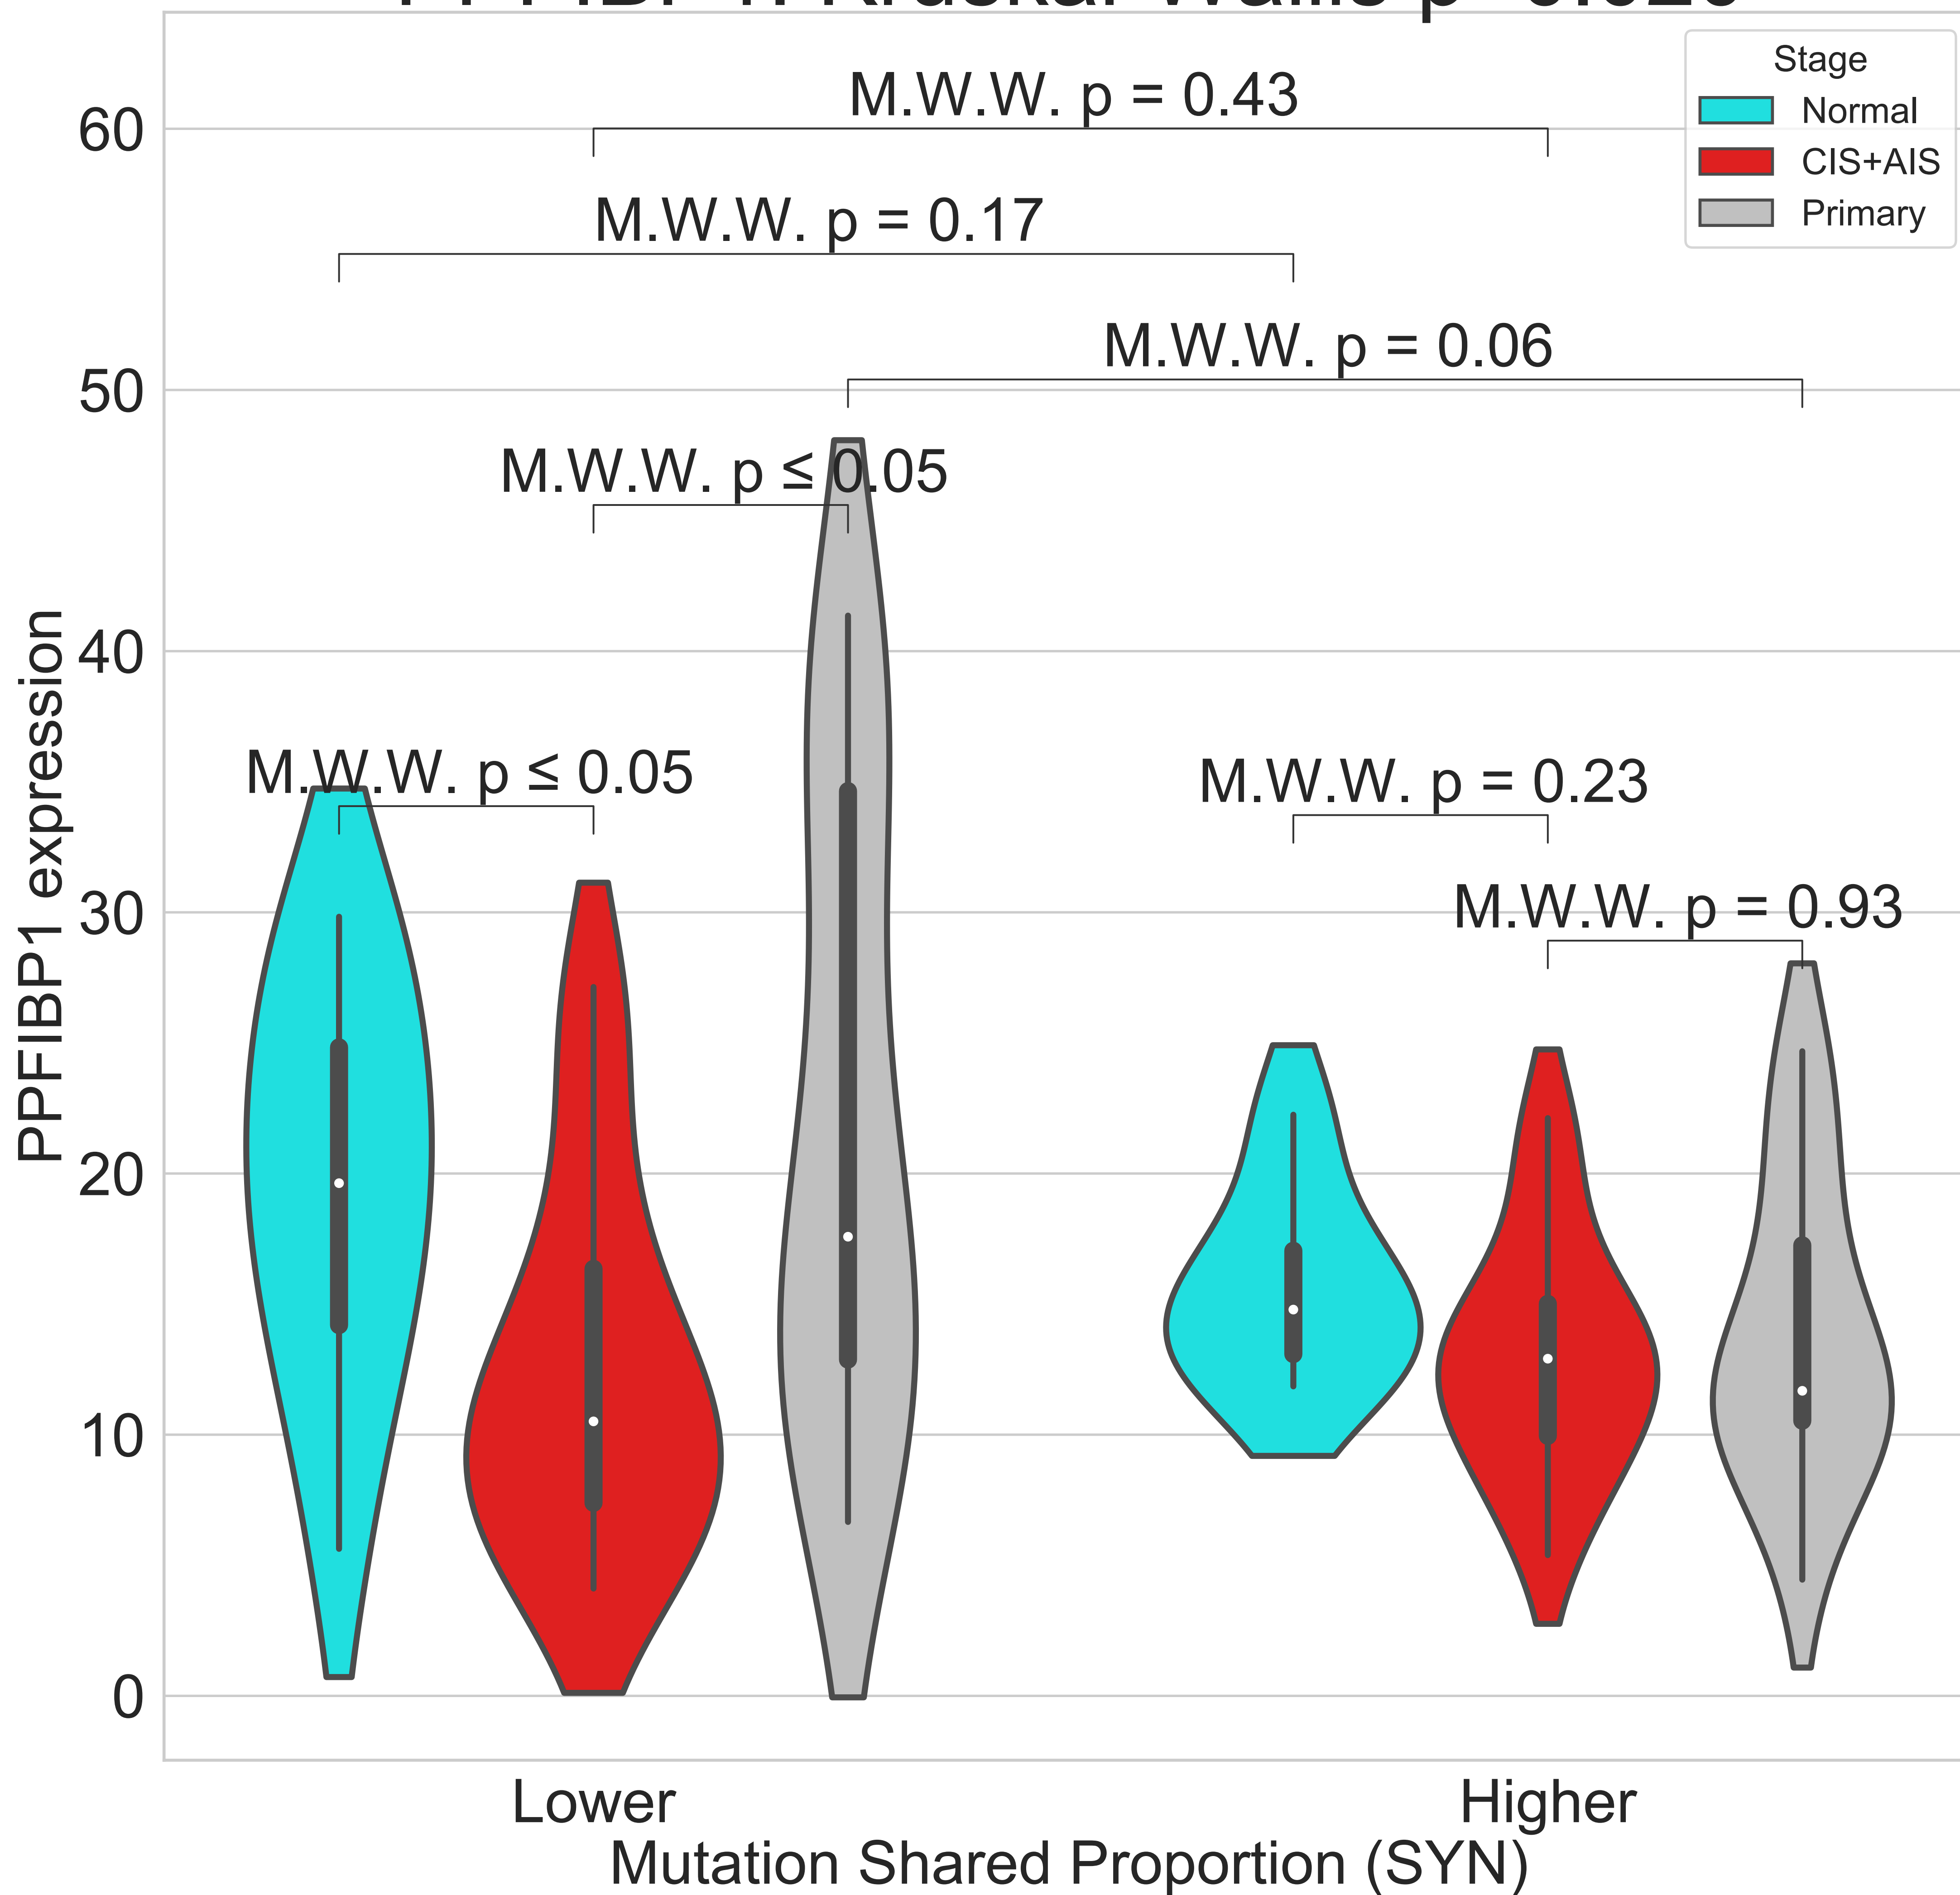 Stage
Normal
CIS+AIS
Primary
M.W.W. p = 0.43
M.W.W. p = 0.17
M.W.W. p = 0.06
M.W.W. p ≤ 0.05
M.W.W. p ≤ 0.05
M.W.W. p = 0.23
M.W.W. p = 0.93
60
50
40
30
20
10
0
PPFIBP1 expression
Lower
Higher
Mutation Shared Proportion (SYN)